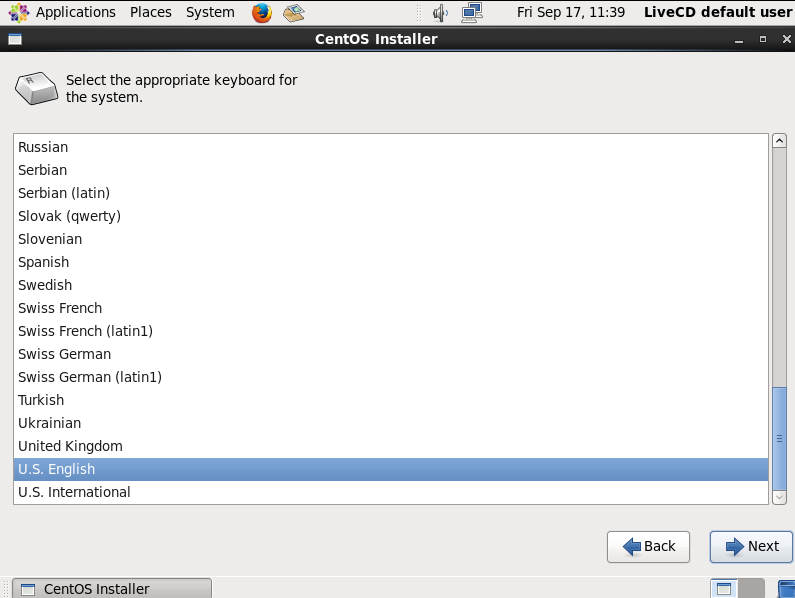 Applications Places System Fri Sep 17, 11:39 LiveCD default user
CentOS Installer
Select the appropriate keyboard for
the system.
Russian
Serbian
Serbian (latin)
Slovak (qwerty)
Slovenian
Spanish
Swedish
Swiss French
Swiss French (latin1)
Swiss German
Swiss German (latin1)
Turkish
Ukrainian
United Kingdom
U.S. English
U.S. International
Back Next
CentOS Installer